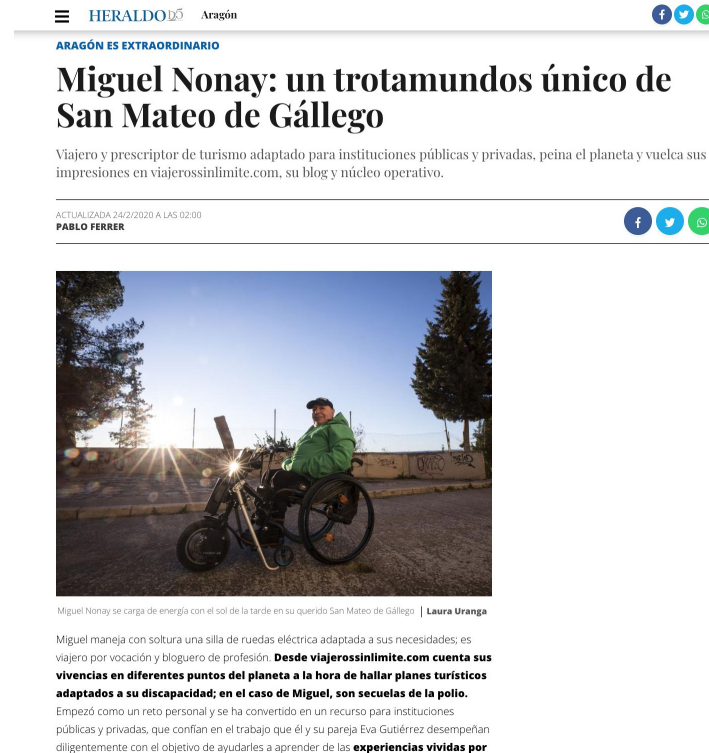 HERALDO
Aragón
ARAGÓN ES EXTRAORDINARIO
Miguel Nonay: un trotamundos único de
San Mateo de Gállego
Viajero y prescriptor de turismo adaptado para instituciones públicas y privadas, peina el planeta y vuelca sus
impresiones en viajerossinlimite.com, su blog y núcleo operativo.
ACTUALIZADA 24/2/2020 A LAS 02:00
PABLO FERRER
Miguel Nonay se carga de energía con el sol de la tarde en su querido San Mateo de Gállego | Laura Uranga
Miguel maneja con soltura una silla de ruedas eléctrica adaptada a sus necesidades; es
viajero por vocación y bloguero de profesión. Desde viajerossinlimite.com cuenta sus
vivencias en diferentes puntos del planeta a la hora de hallar planes turísticos
adaptados a su discapacidad; en el caso de Miguel, son secuelas de la polio.
Empezó como un reto personal y se ha convertido en un recurso para instituciones
públicas y privadas, que confían en el trabajo que él y su pareja Eva Gutiérrez desempeñan
diligentemente con el objetivo de ayudarles a aprender de las experiencias vividas por